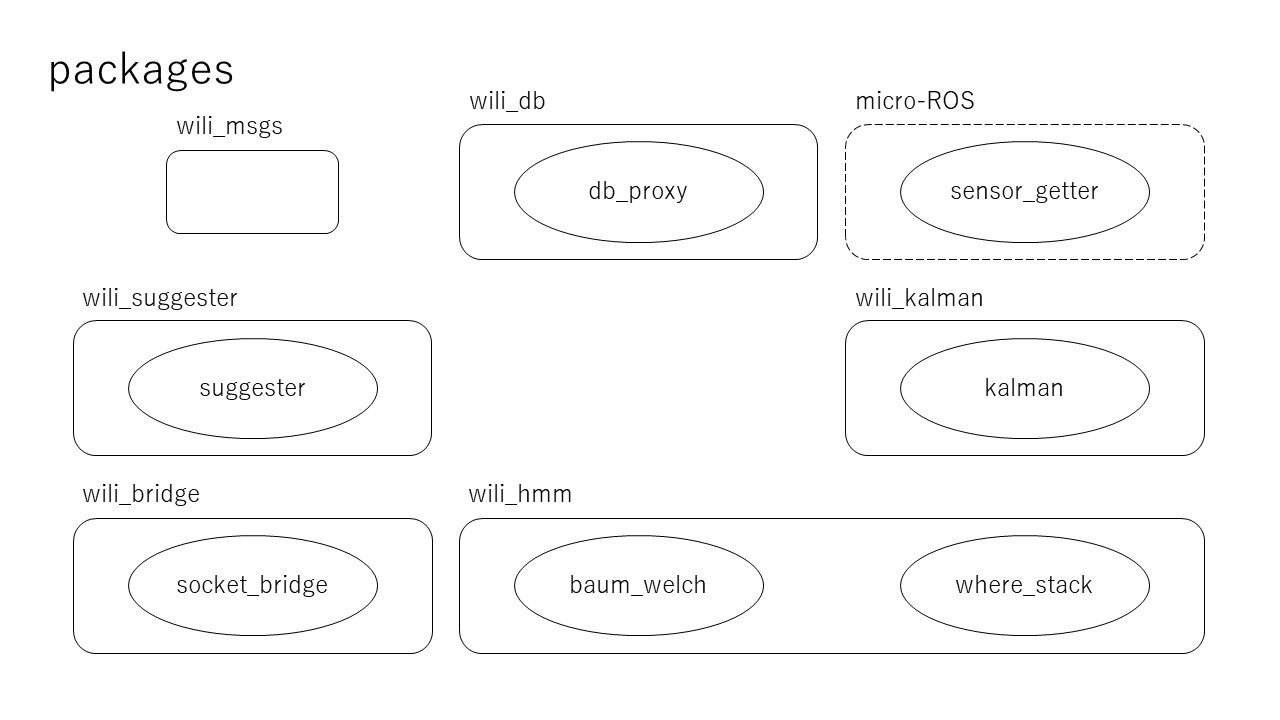 packages
wili_msgs
wili_db
db_proxy
micro-ROS
sensor_getter
wili_suggester
suggester
wili_kalman
kalman
wili_bridge
socket_bridge
wili_hmm
baum_welch
where_stack